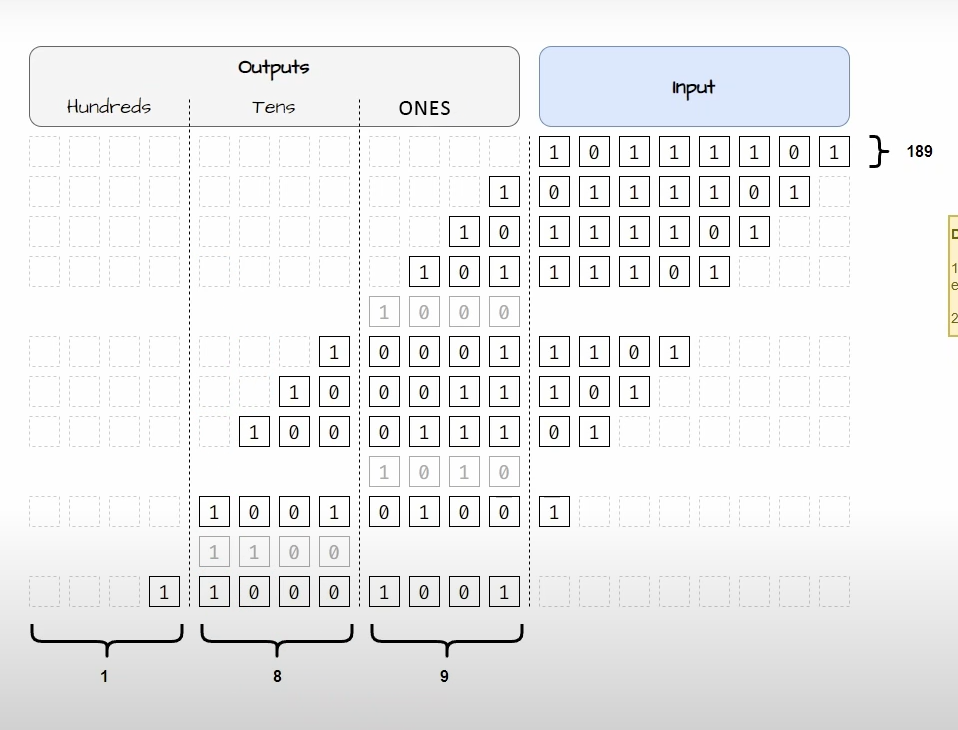 Outputs
Input
Hundreds Tens ONES
1 0 1 1 1 1 0 1 189
1 0 1 1 1 1 0 1
1 0 1 1 1 1 0 1
1 0 1 1 1 1 0 1
1 0 0 0
1 0 0 0 1 1 1 0 1
1 0 0 0 1 1 1 0 1
1 0 0 0 1 1 1 0 1
1 0 1 0
1 0 0 1 0 1 0 0 1
1 1 0 0
1 1 0 0 0 1 0 0 1
1 8 9